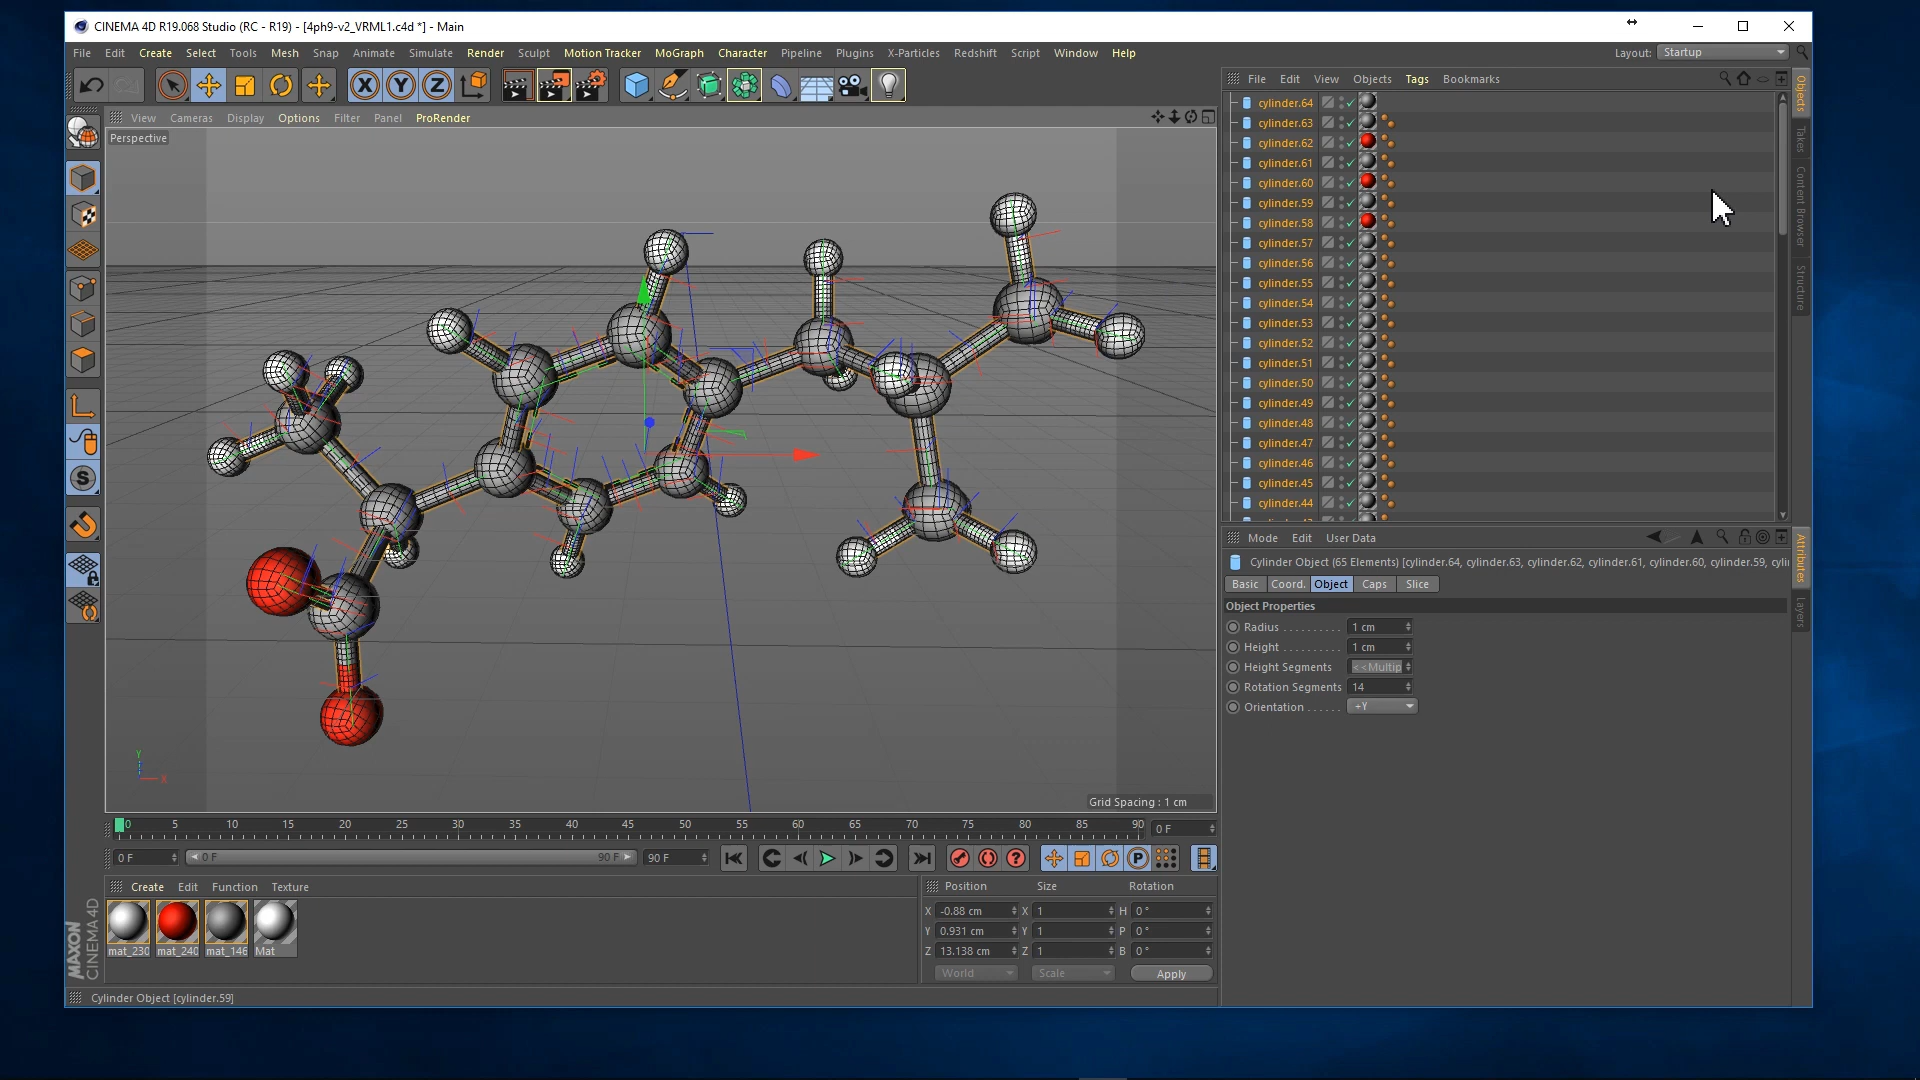 CINEMA 4D R19.068 Studio (RC - R19) - [4ph9-v2_VRML1.c4d *] - Main
File Edit Create Select Tools Mesh Snap Animate Simulate Render Sculpt Motion Tracker MoGraph Character Pipeline Plugins X-Particles Redshift Script Window Help Layout: Startup
X Y Z
File Edit View Objects Tags Bookmarks
View Cameras Display Options Filter Panel ProRender
Perspective
cylinder.64
cylinder.63
cylinder.62
cylinder.61
cylinder.60
cylinder.59
cylinder.58
cylinder.57
cylinder.56
cylinder.55
cylinder.54
cylinder.53
cylinder.52
cylinder.51
cylinder.50
cylinder.49
cylinder.48
cylinder.47
cylinder.46
cylinder.45
cylinder.44
Objects
Takes
Content Browser
Structure
S
Mode Edit User Data
Cylinder Object (65 Elements) [cylinder.64, cylinder.63, cylinder.62, cylinder.61, cylinder.60, cylinder.59, cylin
Basic Coord. Object Caps Slice
Object Properties
Radius 1 cm
Height 1 cm
Height Segments <<Multip
Rotation Segments 14
Orientation +Y
Attributes
Layers
Y
X
Grid Spacing : 1 cm
0 5 10 15 20 25 30 35 40 45 50 55 60 65 70 75 80 85 90 0 F
0 F 0 F 90 F 90 F
? P
Create Edit Function Texture
mat_230 mat_240 mat_146 Mat
Position Size Rotation
X -0.88 cm X 1 H 0 °
Y 0.931 cm Y 1 P 0 °
Z 13.138 cm Z 1 B 0 °
World Scale Apply
MAXON
CINEMA 4D
Cylinder Object [cylinder.59]